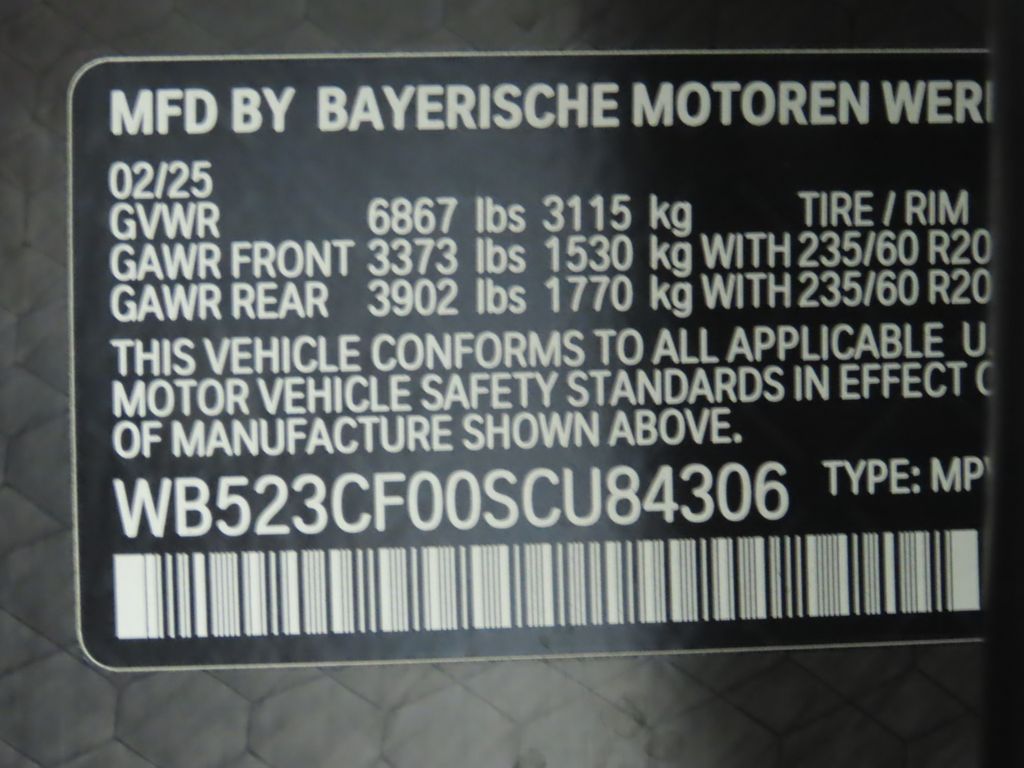 MFD BY BAYERISCHE MOTOREN WER
02/25
GVWR 6867 lbs 3115 kg TIRE / RIM
GAWR FRONT 3373 lbs 1530 kg WITH 235/60 R20
GAWR REAR 3902 lbs 1770 kg WITH 235/60 R20
THIS VEHICLE CONFORMS TO ALL APPLICABLE U.
MOTOR VEHICLE SAFETY STANDARDS IN EFFECT
OF MANUFACTURE SHOWN ABOVE.
WB523CF00SCU84306 TYPE: MPV